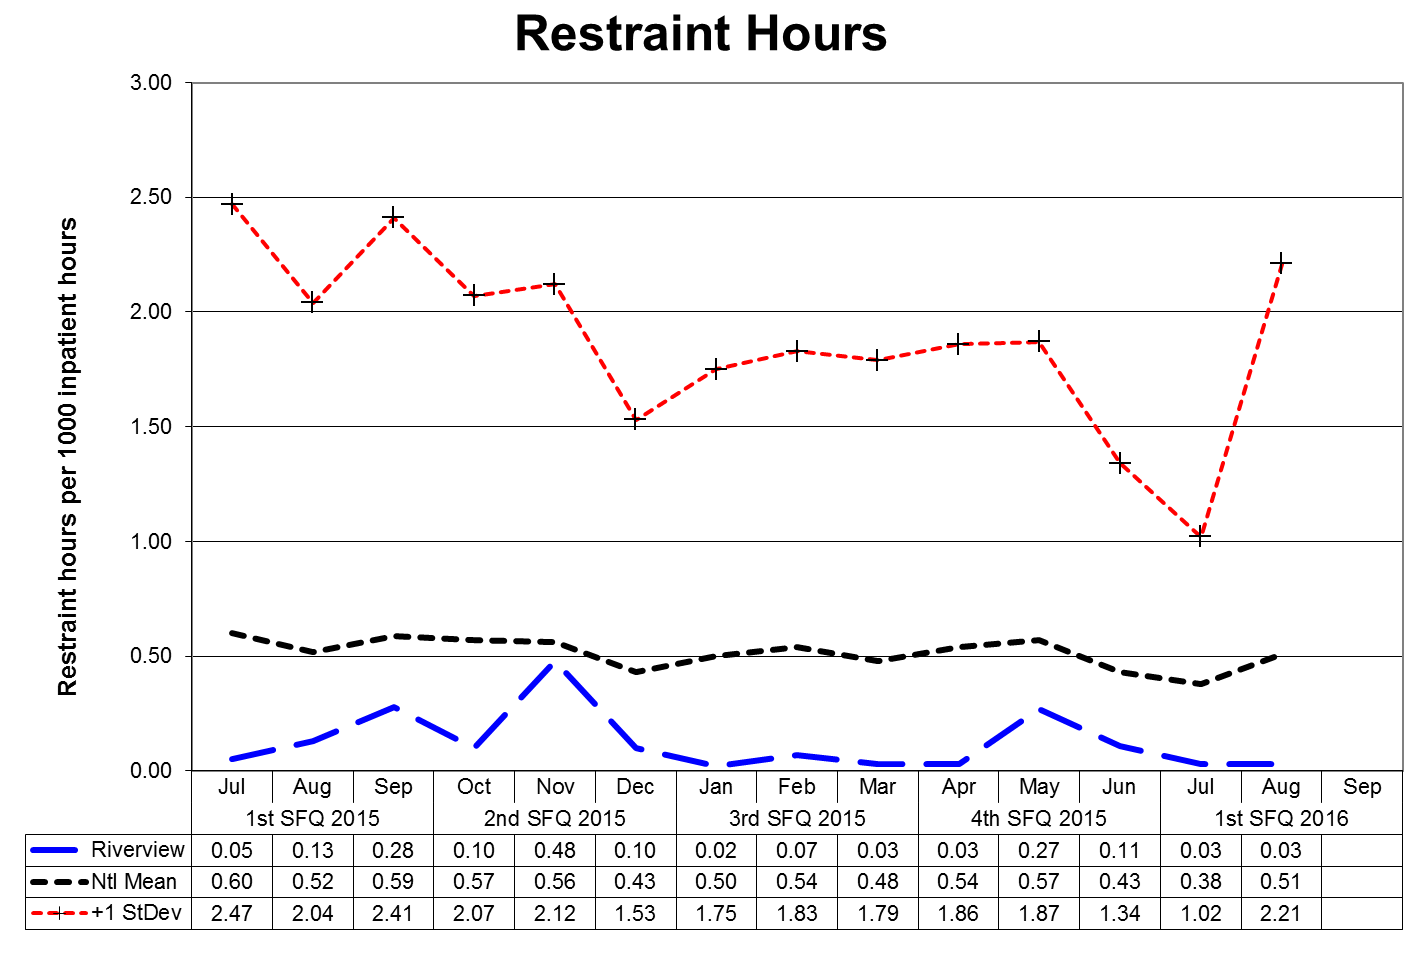 Restraint Hours
Restraint hours per 1000 inpatient hours
3.00
2.50
2.00
1.50
1.00
0.50
0.00
Jul Aug Sep Oct Nov Dec Jan Feb Mar Apr May Jun Jul Aug Sep
1st SFQ 2015 2nd SFQ 2015 3rd SFQ 2015 4th SFQ 2015 1st SFQ 2016
Riverview 0.05 0.13 0.28 0.10 0.48 0.10 0.02 0.07 0.03 0.03 0.27 0.11 0.03 0.03
Ntl Mean 0.60 0.52 0.59 0.57 0.56 0.43 0.50 0.54 0.48 0.54 0.57 0.43 0.38 0.51
+1 StDev 2.47 2.04 2.41 2.07 2.12 1.53 1.75 1.83 1.79 1.86 1.87 1.34 1.02 2.21